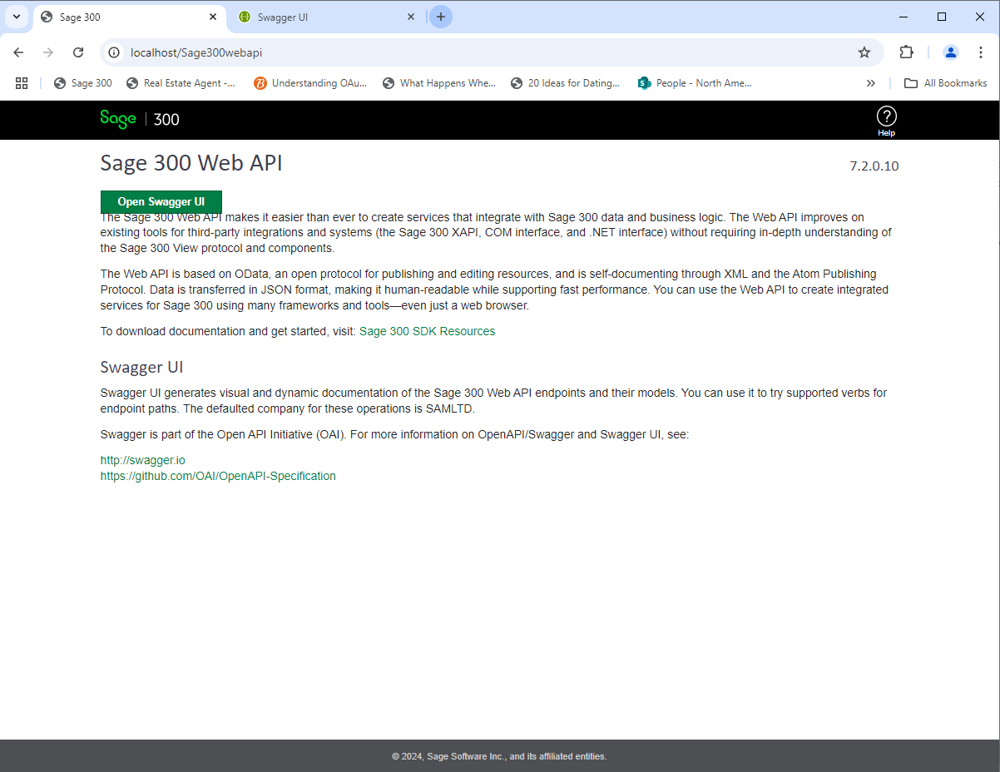 Sage 300
Swagger UI
localhost/Sage300webapi
Sage 300
Real Estate Agent -...
Understanding OAu...
What Happens Whe...
20 Ideas for Dating...
People - North Ame...
All Bookmarks
Sage 300
Help
Sage 300 Web API
7.2.0.10
Open Swagger UI
The Sage 300 Web API makes it easier than ever to create services that integrate with Sage 300 data and business logic. The Web API improves on
existing tools for third-party integrations and systems (the Sage 300 XAPI, COM interface, and .NET interface) without requiring in-depth understanding of
the Sage 300 View protocol and components.
The Web API is based on OData, an open protocol for publishing and editing resources, and is self-documenting through XML and the Atom Publishing
Protocol. Data is transferred in JSON format, making it human-readable while supporting fast performance. You can use the Web API to create integrated
services for Sage 300 using many frameworks and tools—even just a web browser.
To download documentation and get started, visit: Sage 300 SDK Resources
Swagger UI
Swagger UI generates visual and dynamic documentation of the Sage 300 Web API endpoints and their models. You can use it to try supported verbs for
endpoint paths. The defaulted company for these operations is SAMLTD.
Swagger is part of the Open API Initiative (OAI). For more information on OpenAPI/Swagger and Swagger UI, see:
http://swagger.io
https://github.com/OAI/OpenAPI-Specification
© 2024, Sage Software Inc., and its affiliated entities.